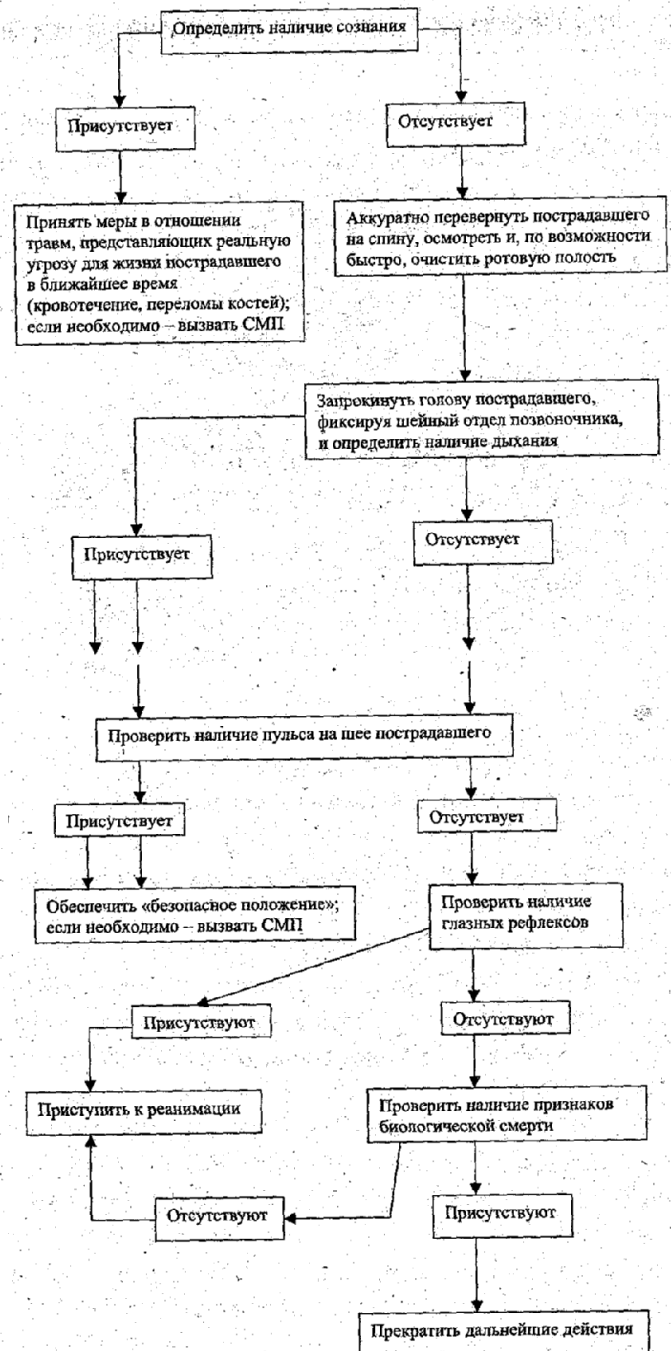 Определить наличие сознания
Присутствует
Отсутствует
Принять меры в отношении
травм, представляющих реальную
угрозу для жизни пострадавшего
в ближайшее время
(кровотечение, переломы костей);
если необходимо – вызвать СМП
Аккуратно перевернуть пострадавшего
на спину, осмотреть и, по возможности
быстро, очистить ротовую полость
Запрокинуть голову пострадавшего,
фиксируя шейный отдел позвоночника,
и определить наличие дыхания
Присутствует
Отсутствует
Проверить наличие пульса на шее пострадавшего
Присутствует
Отсутствует
Обеспечить «безопасное положение»;
если необходимо – вызвать СМП
Проверить наличие
глазных рефлексов
Присутствуют
Отсутствуют
Приступить к реанимации
Проверить наличие признаков
биологической смерти
Отсутствуют
Присутствуют
Прекратить дальнейшие действия